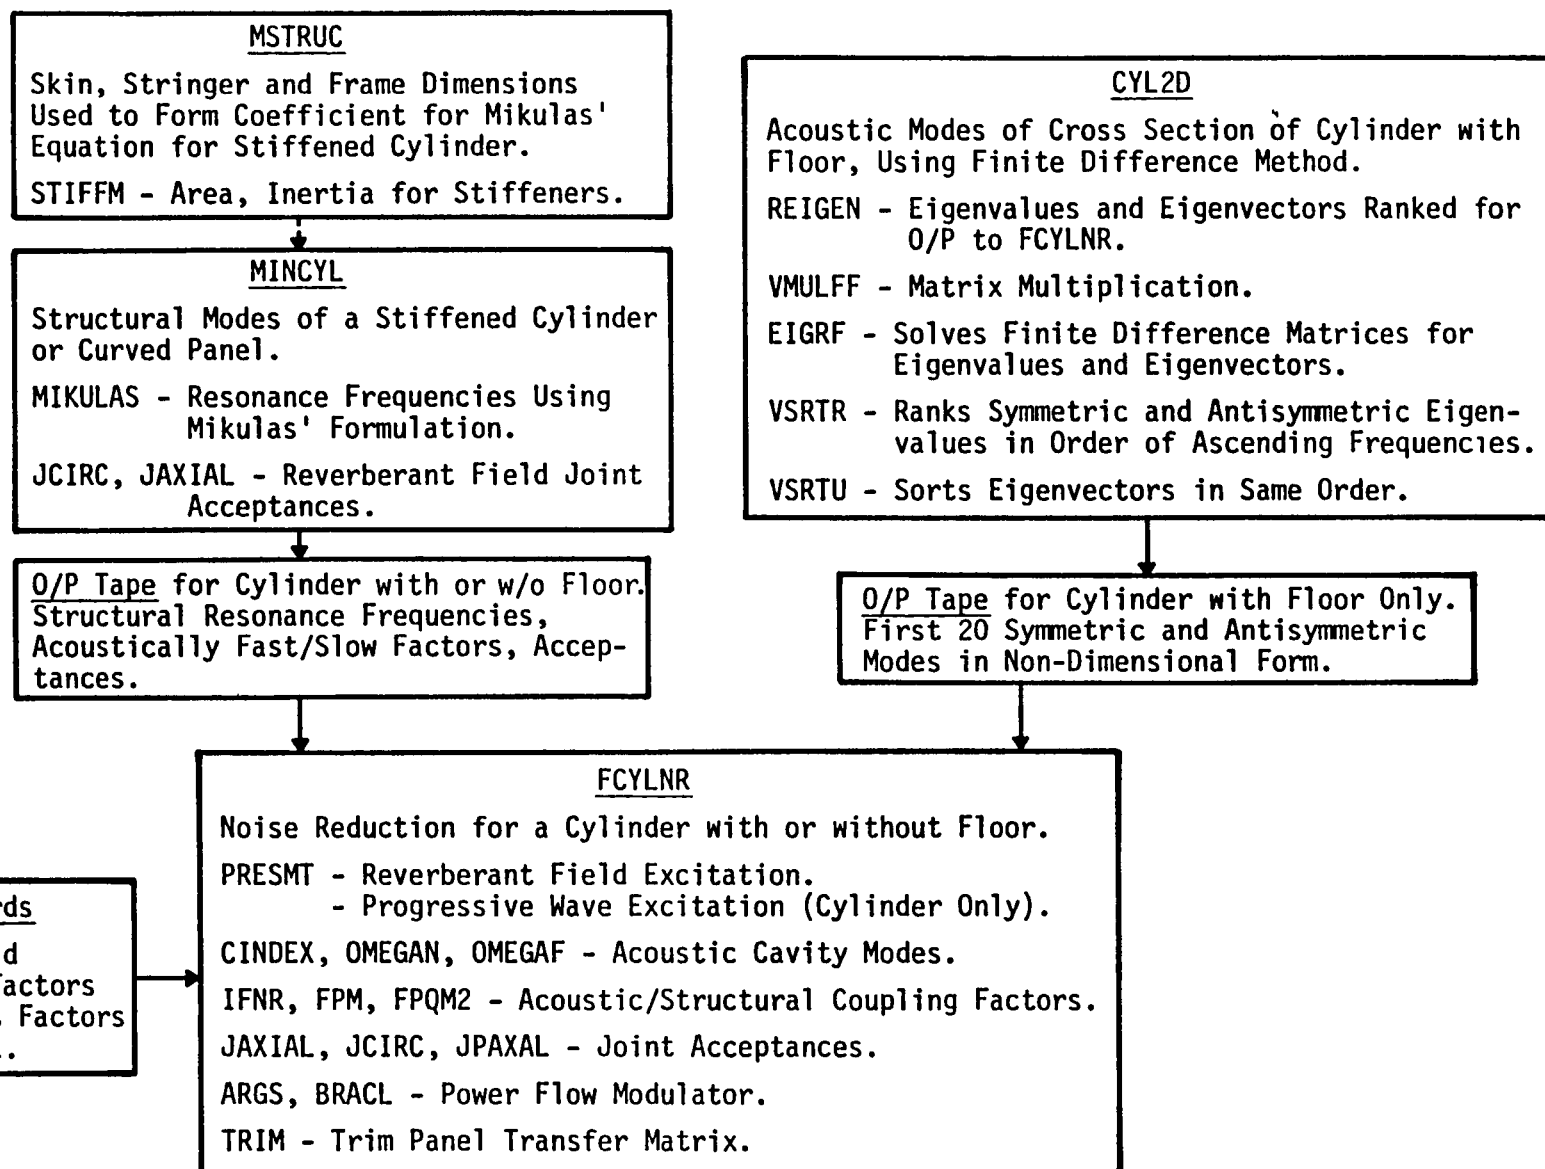 MSTRUC
Skin, Stringer and Frame Dimensions
Used to Form Coefficient for Mikulas'
Equation for Stiffened Cylinder.
STIFFM - Area, Inertia for Stiffeners.
MINCYL
Structural Modes of a Stiffened Cylinder
or Curved Panel.
MIKULAS - Resonance Frequencies Using
Mikulas' Formulation.
JCIRC, JAXIAL - Reverberant Field Joint
Acceptances.
O/P Tape for Cylinder with or w/o Floor.
Structural Resonance Frequencies,
Acoustically Fast/Slow Factors, Accep-
tances.
CYL2D
Acoustic Modes of Cross Section of Cylinder with
Floor, Using Finite Difference Method.
REIGEN - Eigenvalues and Eigenvectors Ranked for
O/P to FCYLNR.
VMULFF - Matrix Multiplication.
EIGRF - Solves Finite Difference Matrices for
Eigenvalues and Eigenvectors.
VSRTR - Ranks Symmetric and Antisymmetric Eigen-
values in Order of Ascending Frequencies.
VSRTU - Sorts Eigenvectors in Same Order.
O/P Tape for Cylinder with Floor Only.
First 20 Symmetric and Antisymmetric
Modes in Non-Dimensional Form.
FCYLNR
Noise Reduction for a Cylinder with or without Floor.
PRESMT - Reverberant Field Excitation.
- Progressive Wave Excitation (Cylinder Only).
CINDEX, OMEGAN, OMEGAF - Acoustic Cavity Modes.
IFNR, FPM, FPQM2 - Acoustic/Structural Coupling Factors.
JAXIAL, JCIRC, JPAXAL - Joint Acceptances.
ARGS, BRACL - Power Flow Modulator.
TRIM - Trim Panel Transfer Matrix.
rds
d
actors
. Factors
.